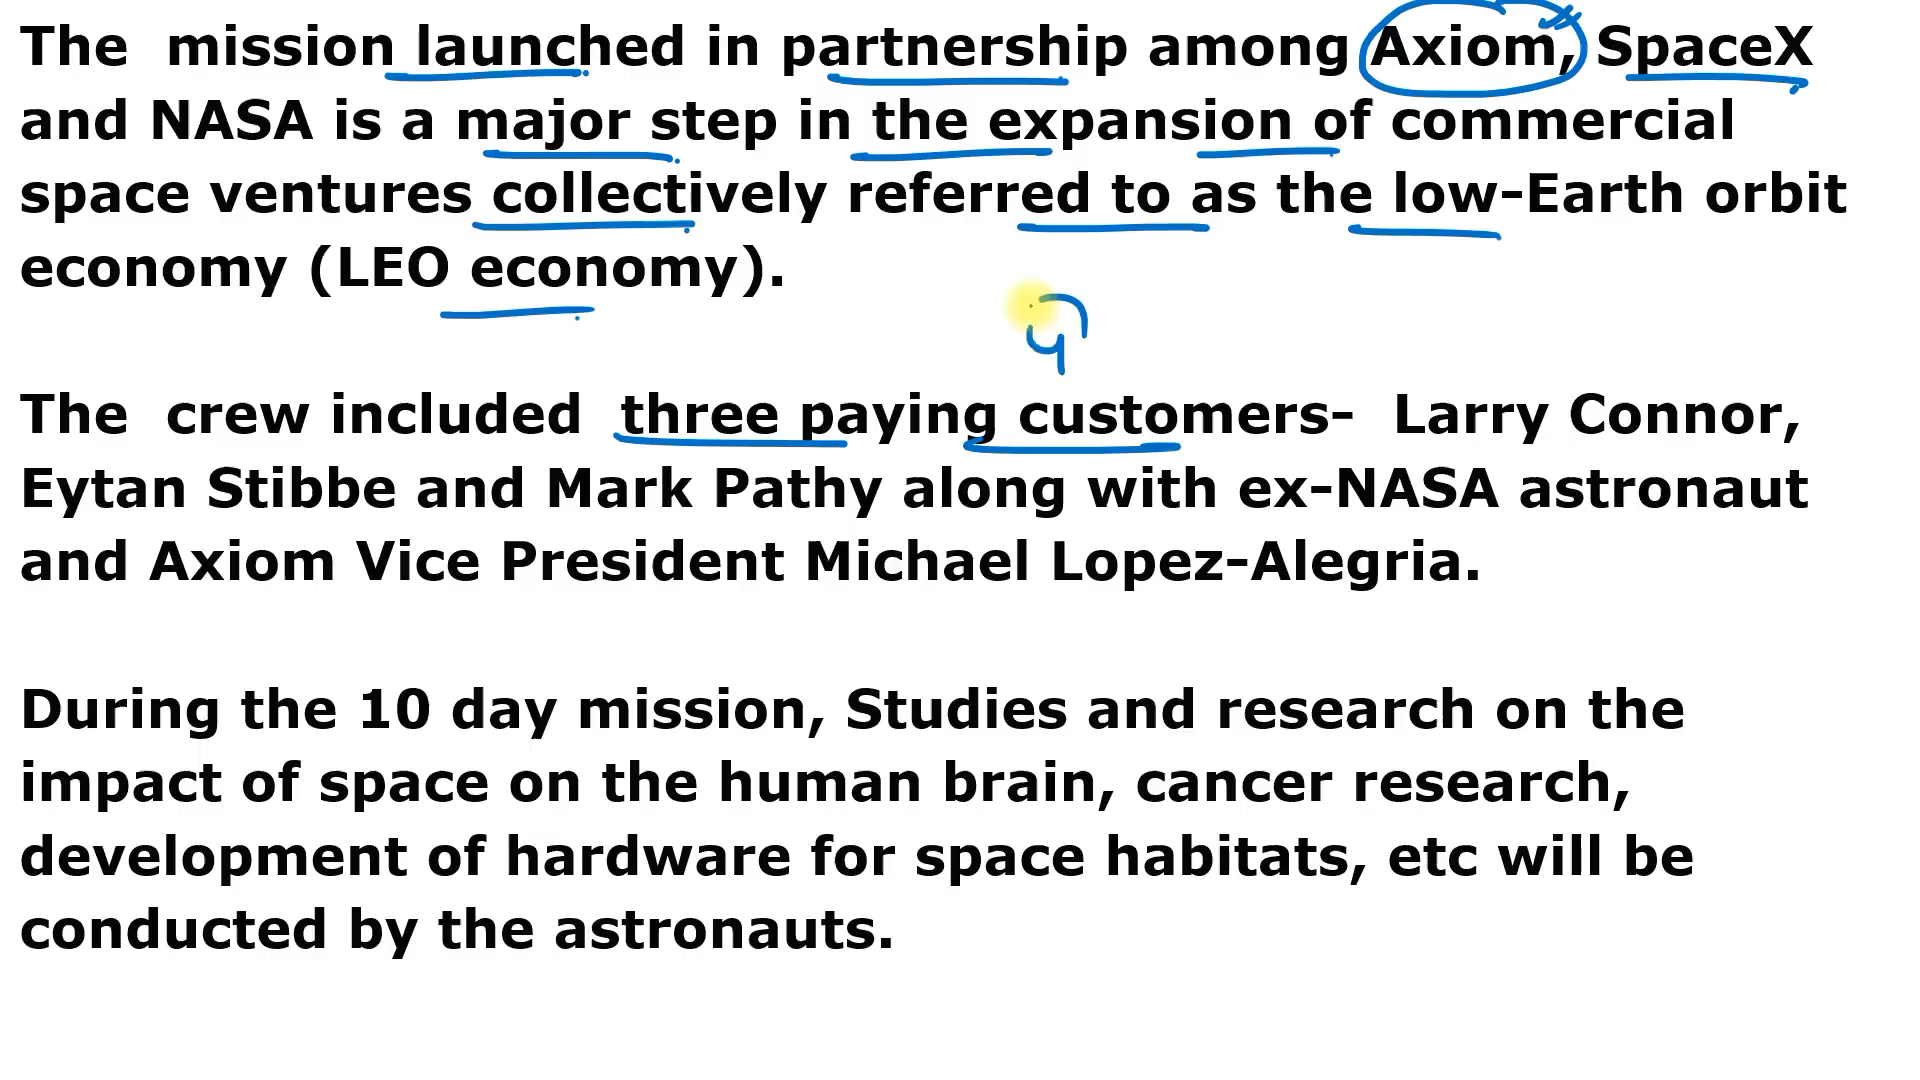 The mission launched in partnership among Axiom, SpaceX
and NASA is a major step in the expansion of commercial
space ventures collectively referred to as the low-Earth orbit
economy (LEO economy).
4
The crew included three paying customers- Larry Connor,
Eytan Stibbe and Mark Pathy along with ex-NASA astronaut
and Axiom Vice President Michael Lopez-Alegria.
During the 10 day mission, Studies and research on the
impact of space on the human brain, cancer research,
development of hardware for space habitats, etc will be
conducted by the astronauts.